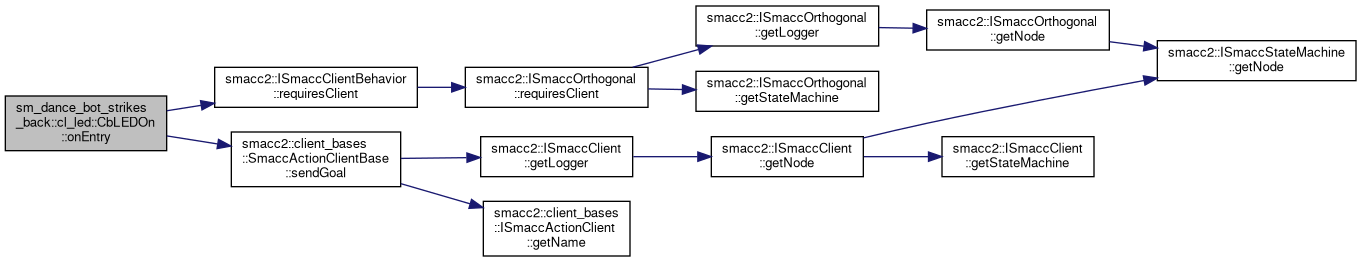 sm_dance_bot_strikes
_back::cl_led::CbLEDOn
::onEntry
smacc2::ISmaccClientBehavior
::requiresClient
smacc2::ISmaccOrthogonal
::requiresClient
smacc2::ISmaccOrthogonal
::getLogger
smacc2::ISmaccOrthogonal
::getNode
smacc2::ISmaccStateMachine
::getNode
smacc2::ISmaccOrthogonal
::getStateMachine
smacc2::client_bases
::SmaccActionClientBase
::sendGoal
smacc2::ISmaccClient
::getLogger
smacc2::ISmaccClient
::getNode
smacc2::ISmaccClient
::getStateMachine
smacc2::client_bases
::ISmaccActionClient
::getName